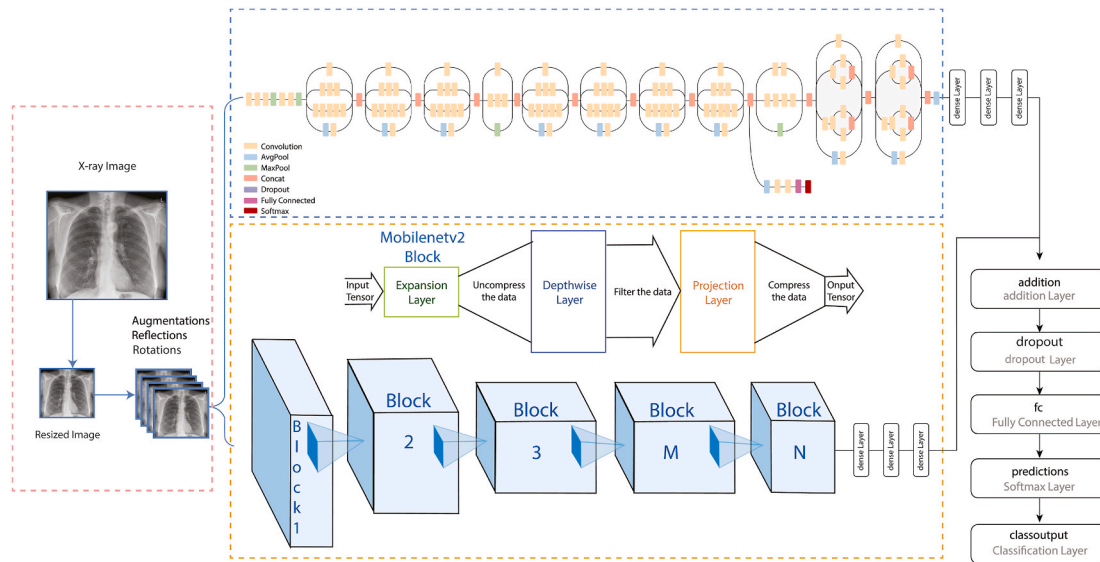 X-ray Image
Augmentations
Reflections
Rotations
Resized Image
Convolution
AvgPool
MaxPool
Concat
Dropout
Fully Connected
Softmax
dense Layer
dense Layer
dense Layer
Mobilenetv2
Block
Input
Tensor
Expansion
Layer
Uncompress
the data
Depthwise
Layer
Filter the data
Projection
Layer
Compress
the data
Onput
Tensor
Block1
Block
2
Block
3
Block
M
Block
N
dense Layer
dense Layer
dense Layer
addition
addition Layer
dropout
dropout Layer
fc
Fully Connected Layer
predictions
Softmax Layer
classoutput
Classification Layer